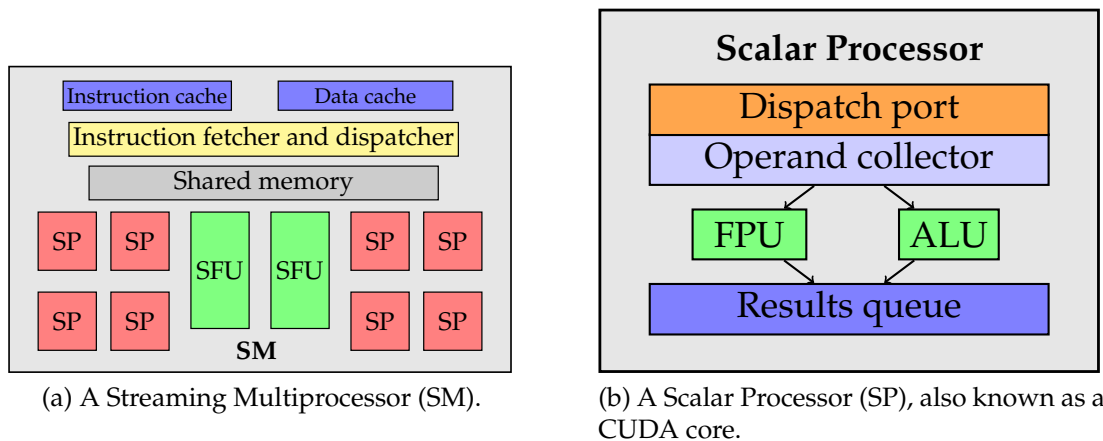 Instruction cache
Data cache
Instruction fetcher and dispatcher
Shared memory
SP SP SFU SFU SP SP
SP SP SP SP
SM
(a) A Streaming Multiprocessor (SM).
Scalar Processor
Dispatch port
Operand collector
FPU ALU
Results queue
(b) A Scalar Processor (SP), also known as a
CUDA core.